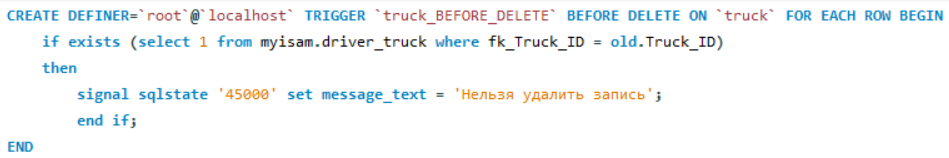 CREATE DEFINER=`root`@`localhost` TRIGGER `truck_BEFORE_DELETE` BEFORE DELETE ON `truck` FOR EACH ROW BEGIN
if exists (select 1 from myisam.driver_truck where fk_Truck_ID = old.Truck_ID)
then
signal sqlstate '45000' set message_text = 'Нельзя удалить запись';
end if;
END